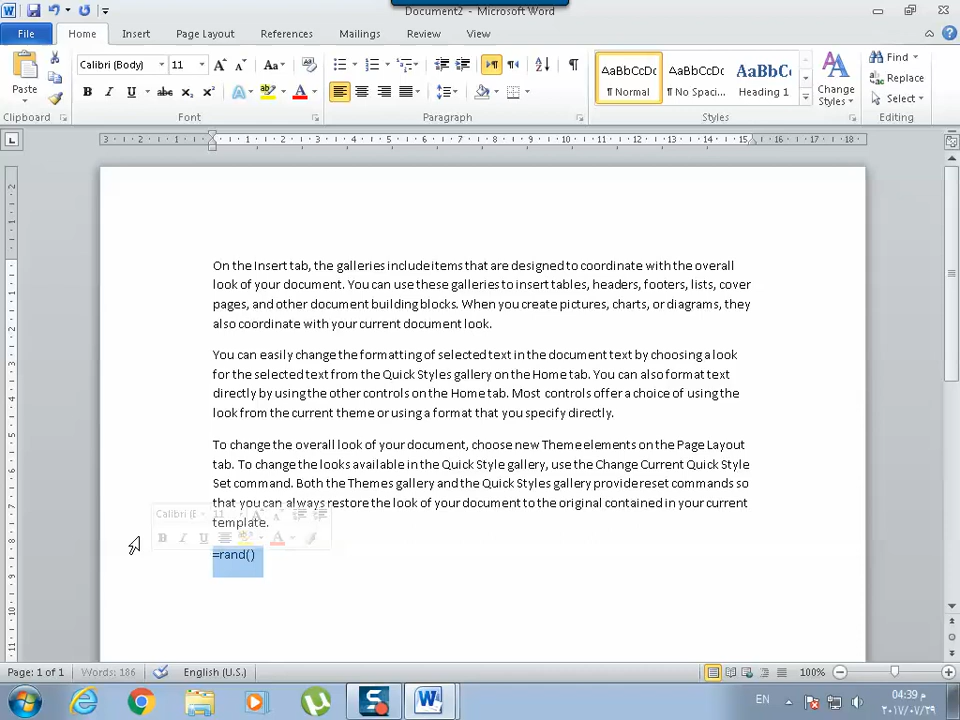 Document2 - Microsoft Word
File
Home
Insert
Page Layout
References
Mailings
Review
View
Paste
Clipboard
Calibri (Body)
11
Font
Paragraph
AaBbCcDc
¶ Normal
AaBbCcDc
¶ No Spaci...
AaBbC
Heading 1
Change
Styles
Styles
Find
Replace
Select
Editing
On the Insert tab, the galleries include items that are designed to coordinate with the overall
look of your document. You can use these galleries to insert tables, headers, footers, lists, cover
pages, and other document building blocks. When you create pictures, charts, or diagrams, they
also coordinate with your current document look.
You can easily change the formatting of selected text in the document text by choosing a look
for the selected text from the Quick Styles gallery on the Home tab. You can also format text
directly by using the other controls on the Home tab. Most controls offer a choice of using the
look from the current theme or using a format that you specify directly.
To change the overall look of your document, choose new Theme elements on the Page Layout
tab. To change the looks available in the Quick Style gallery, use the Change Current Quick Style
Set command. Both the Themes gallery and the Quick Styles gallery provide reset commands so
that you can always restore the look of your document to the original contained in your current
template.
=rand()
Page: 1 of 1
Words: 186
English (U.S.)
100%
EN
04:39 م
٢٠١٧/٠٧/٢٩